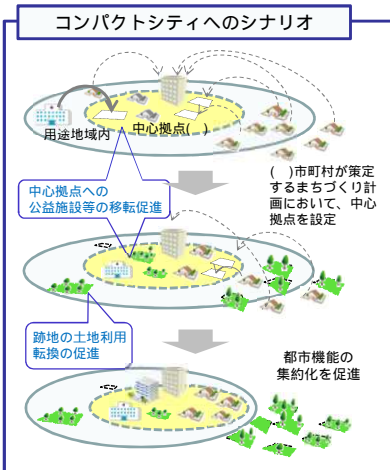 コンパクトシティへのシナリオ
用途地域内
中心拠点( )
( )市町村が策定
するまちづくり計
画において、中心
拠点を設定
中心拠点への
公益施設等の移転促進
跡地の土地利用
転換の促進
都市機能の
集約化を促進